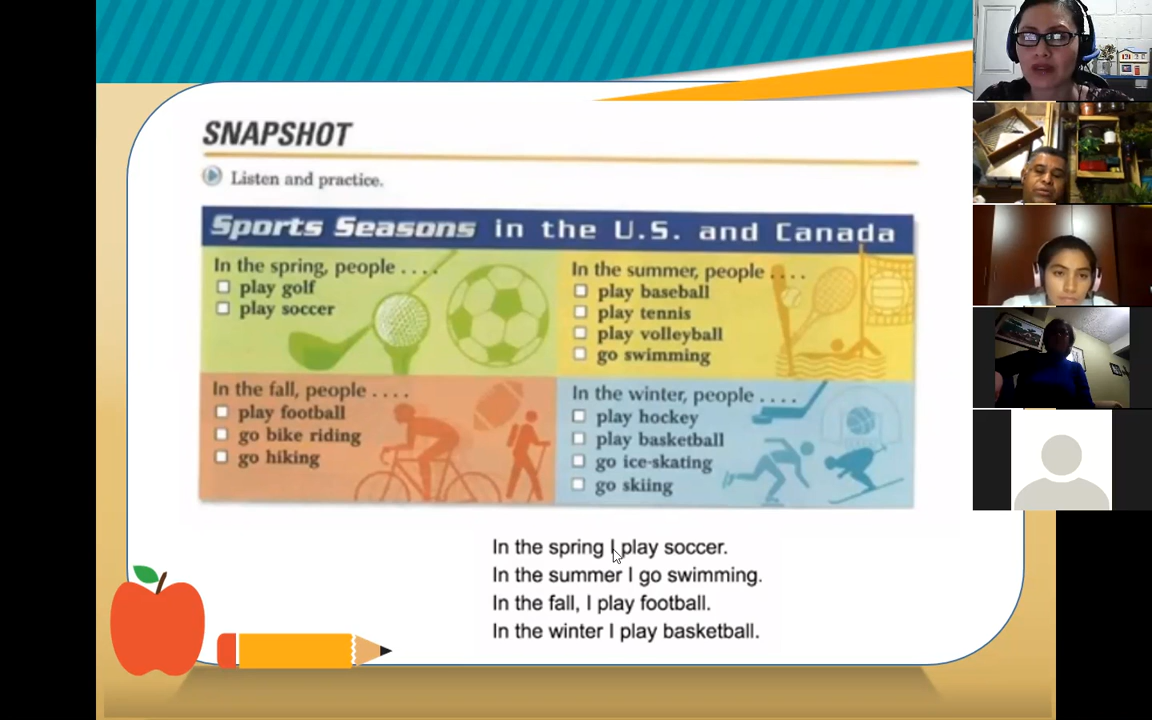 SNAPSHOT
Listen and practice.
Sports Seasons in the U.S. and Canada
In the spring, people ....
play golf
play soccer
In the summer, people ....
play baseball
play tennis
play volleyball
go swimming
In the fall, people ....
play football
go bike riding
go hiking
In the winter, people ....
play hockey
play basketball
go ice-skating
go skiing
In the spring I play soccer.
In the summer I go swimming.
In the fall, I play football.
In the winter I play basketball.